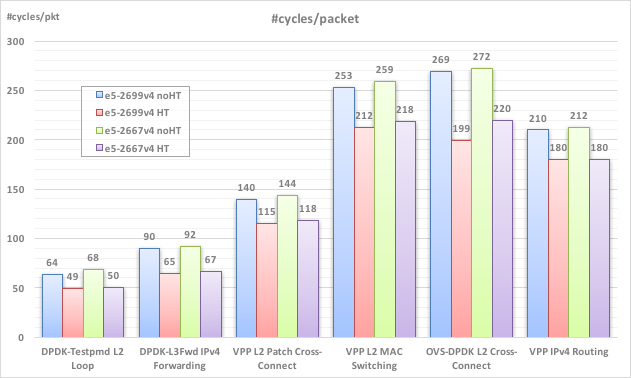 #cycles/pkt
#cycles/packet
300
250
200
150
100
50
0
e5-2699v4 noHT
e5-2699v4 HT
e5-2667v4 noHT
e5-2667v4 HT
64
49
68
50
90
65
92
67
140
115
144
118
253
212
259
218
269
199
272
220
210
180
212
180
DPDK-Testpmd L2
Loop
DPDK-L3Fwd IPv4
Forwarding
VPP L2 Patch Cross-
Connect
VPP L2 MAC
Switching
OVS-DPDK L2 Cross-
Connect
VPP IPv4 Routing